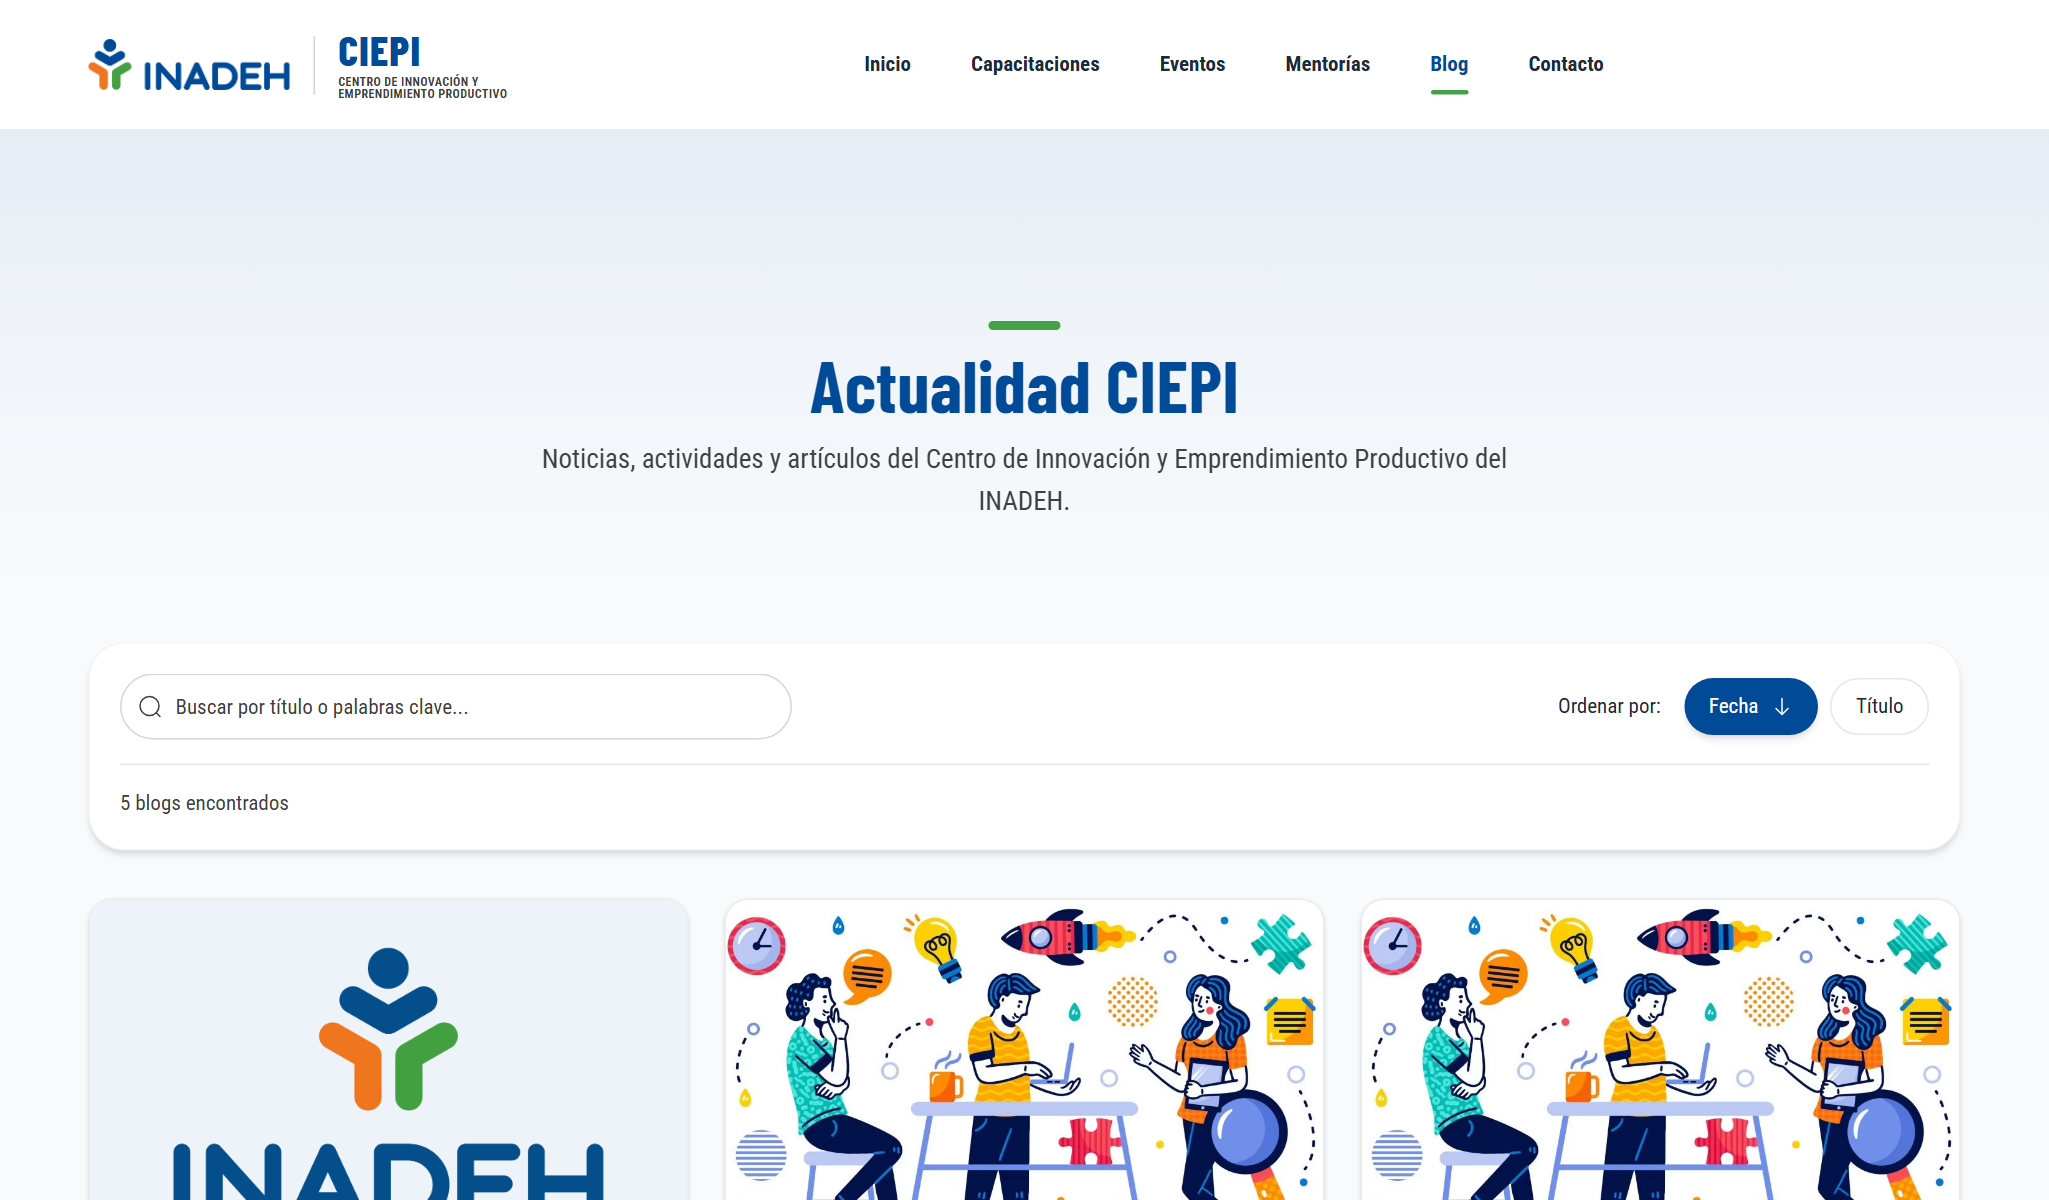 INADEH
CIEPI
CENTRO DE INNOVACIÓN Y
EMPRENDIMIENTO PRODUCTIVO
Inicio
Capacitaciones
Eventos
Mentorías
Blog
Contacto
Actualidad CIEPI
Noticias, actividades y artículos del Centro de Innovación y Emprendimiento Productivo del
INADEH.
Buscar por título o palabras clave...
Ordenar por:
Fecha
Título
5 blogs encontrados
INADEH